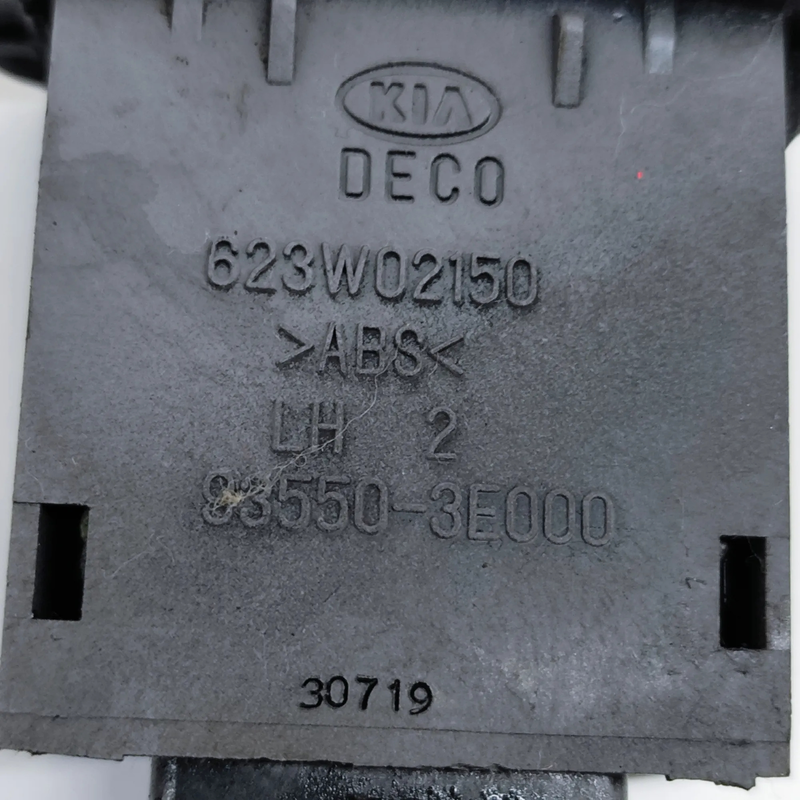 KIA
DECO
623W02150
>ABS<
LH 2
93550-3E000
30719